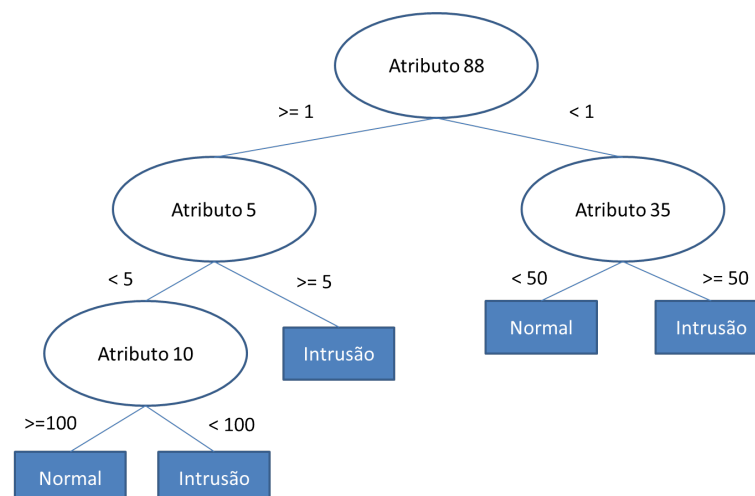 Atributo 88
>= 1
< 1
Atributo 5
Atributo 35
< 5
>= 5
< 50
>= 50
Atributo 10
Intrusão
Normal
Intrusão
>=100
< 100
Normal
Intrusão